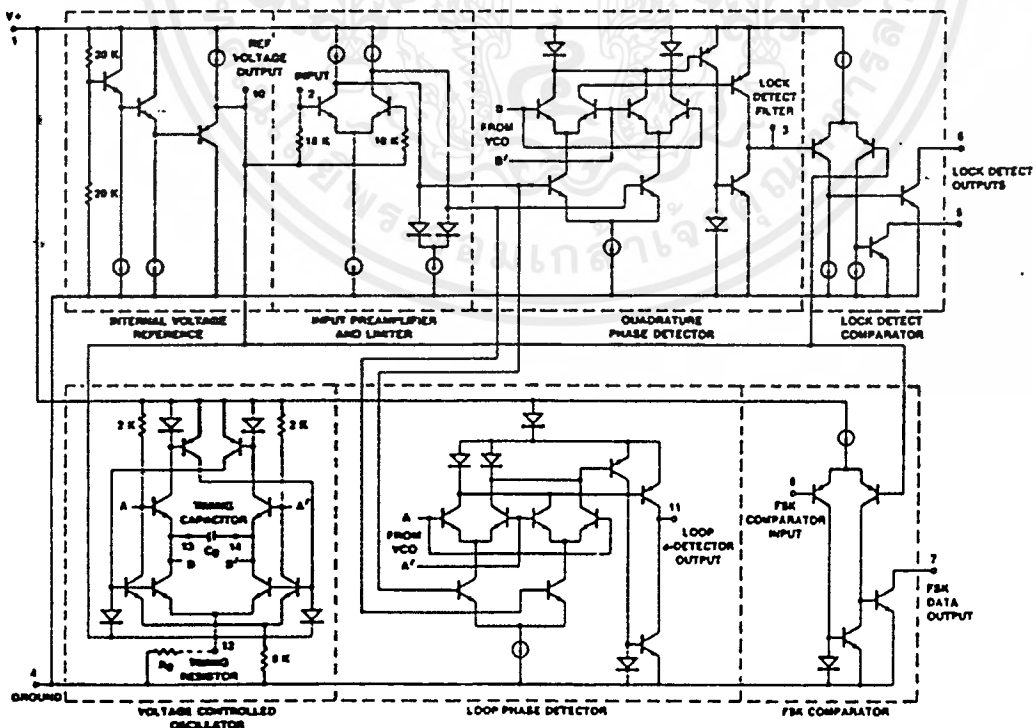 V+
1
20 K
20 K
REF
VOLTAGE
OUTPUT
10
INPUT
2
10 K
B
FROM
VCO
B'
LOCK
DETECT
FILTER
3
6
LOCK DETECT
OUTPUTS
5
INTERNAL VOLTAGE
REFERENCE
INPUT PREAMPLIFIER
AND LIMITER
QUADRATURE
PHASE DETECTOR
LOCK DETECT
COMPARATOR
2 K
2 K
A
TIMING
CAPACITOR
A'
13
C0
14
B
B'
12
R0
TIMING
RESISTOR
8 K
4
GROUND
A
FROM
VCO
A'
11
LOOP
DETECTOR
OUTPUT
8
FSK
COMPARATOR
INPUT
7
FSK
DATA
OUTPUT
VOLTAGE CONTROLLED
OSCILLATOR
LOOP PHASE DETECTOR
FSK COMPARATOR